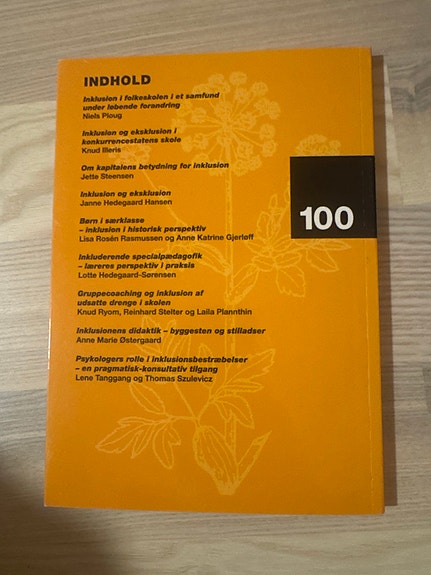 INDHOLD
Inklusion i folkeskolen i et samfund
under løbende forandring
Niels Ploug
Inklusion og eksklusion i
konkurrencestatens skole
Knud Illeris
Om kapitalens betydning for inklusion
Jette Steensen
Inklusion og eksklusion
Janne Hedegaard Hansen
Børn i særklasse
– inklusion i historisk perspektiv
Lisa Rosén Rasmussen og Anne Katrine Gjerløff
Inkluderende specialpædagogik
– læreres perspektiv i praksis
Lotte Hedegaard-Sørensen
Gruppecoaching og inklusion af
udsatte drenge i skolen
Knud Ryom, Reinhard Stelter og Laila Plannthin
Inklusionens didaktik – byggesten og stilladser
Anne Marie Østergaard
Psykologers rolle i inklusionsbestræbelser
– en pragmatisk-konsultativ tilgang
Lene Tanggang og Thomas Szulevicz
100